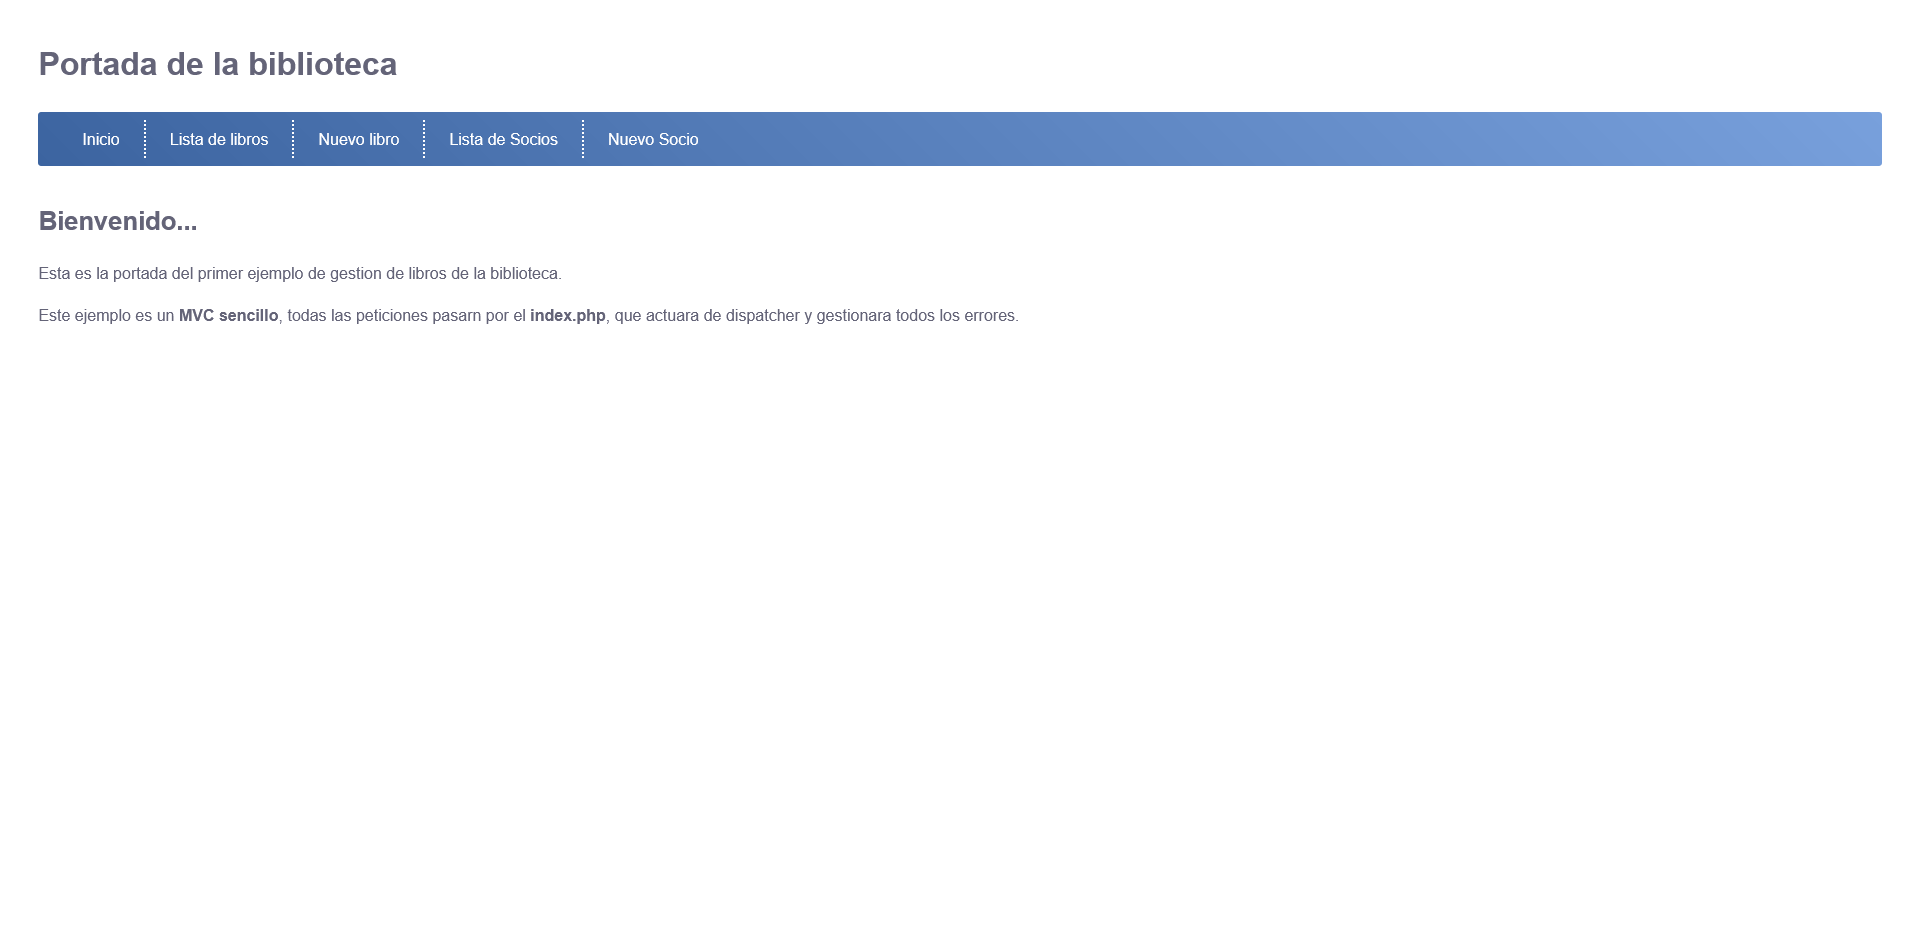 Portada de la biblioteca
Inicio Lista de libros Nuevo libro Lista de Socios Nuevo Socio
Bienvenido...
Esta es la portada del primer ejemplo de gestion de libros de la biblioteca.
Este ejemplo es un MVC sencillo, todas las peticiones pasarn por el index.php, que actuara de dispatcher y gestionara todos los errores.